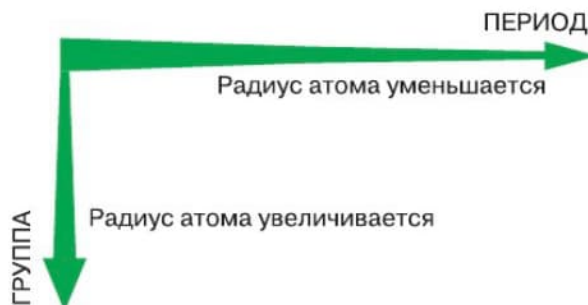 ПЕРИОД
Радиус атома уменьшается
Радиус атома увеличивается
ГРУППА